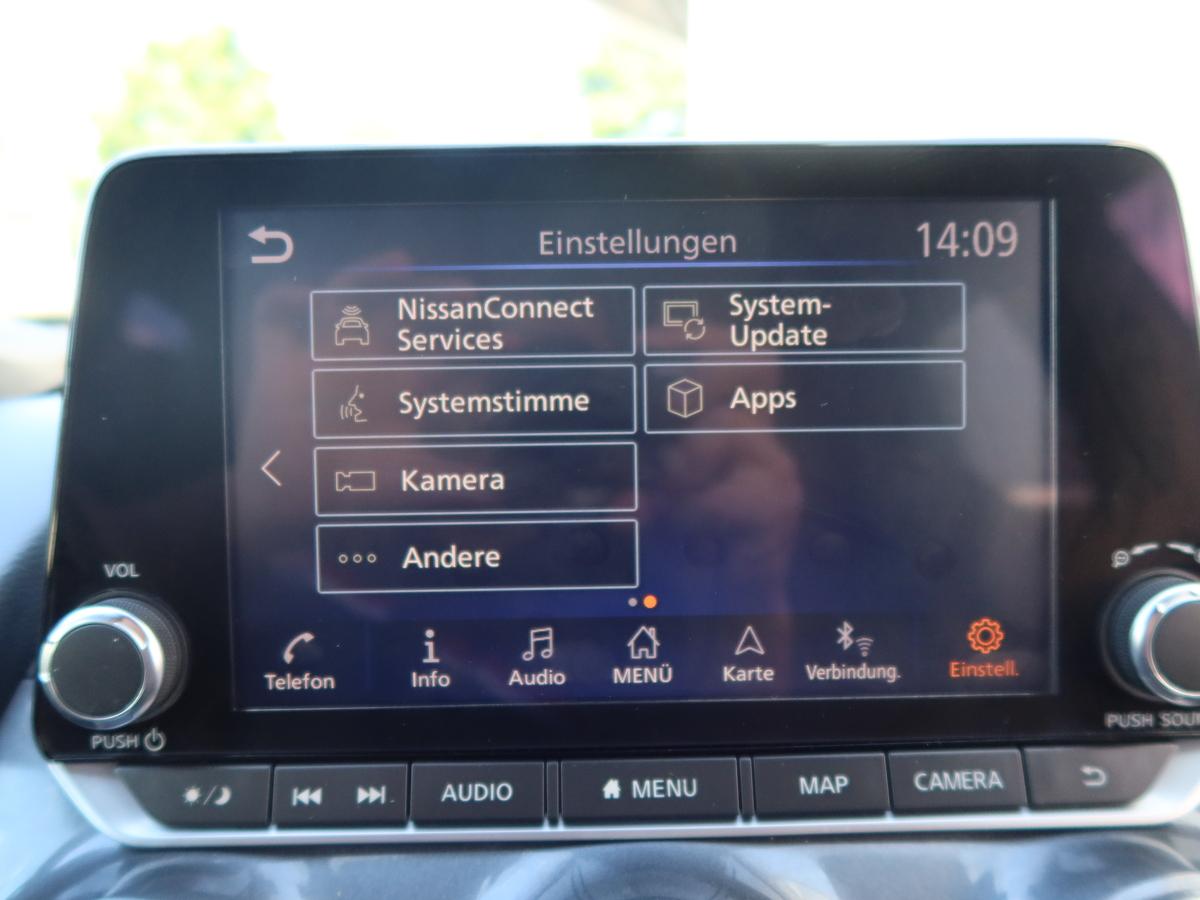 Einstellungen
14:09
NissanConnect
Services
System-
Update
Systemstimme
Apps
Kamera
Andere
VOL
Telefon
Info
Audio
MENÜ
Karte
Verbindung.
Einstell.
PUSH
PUSH SOU
AUDIO
MENU
MAP
CAMERA